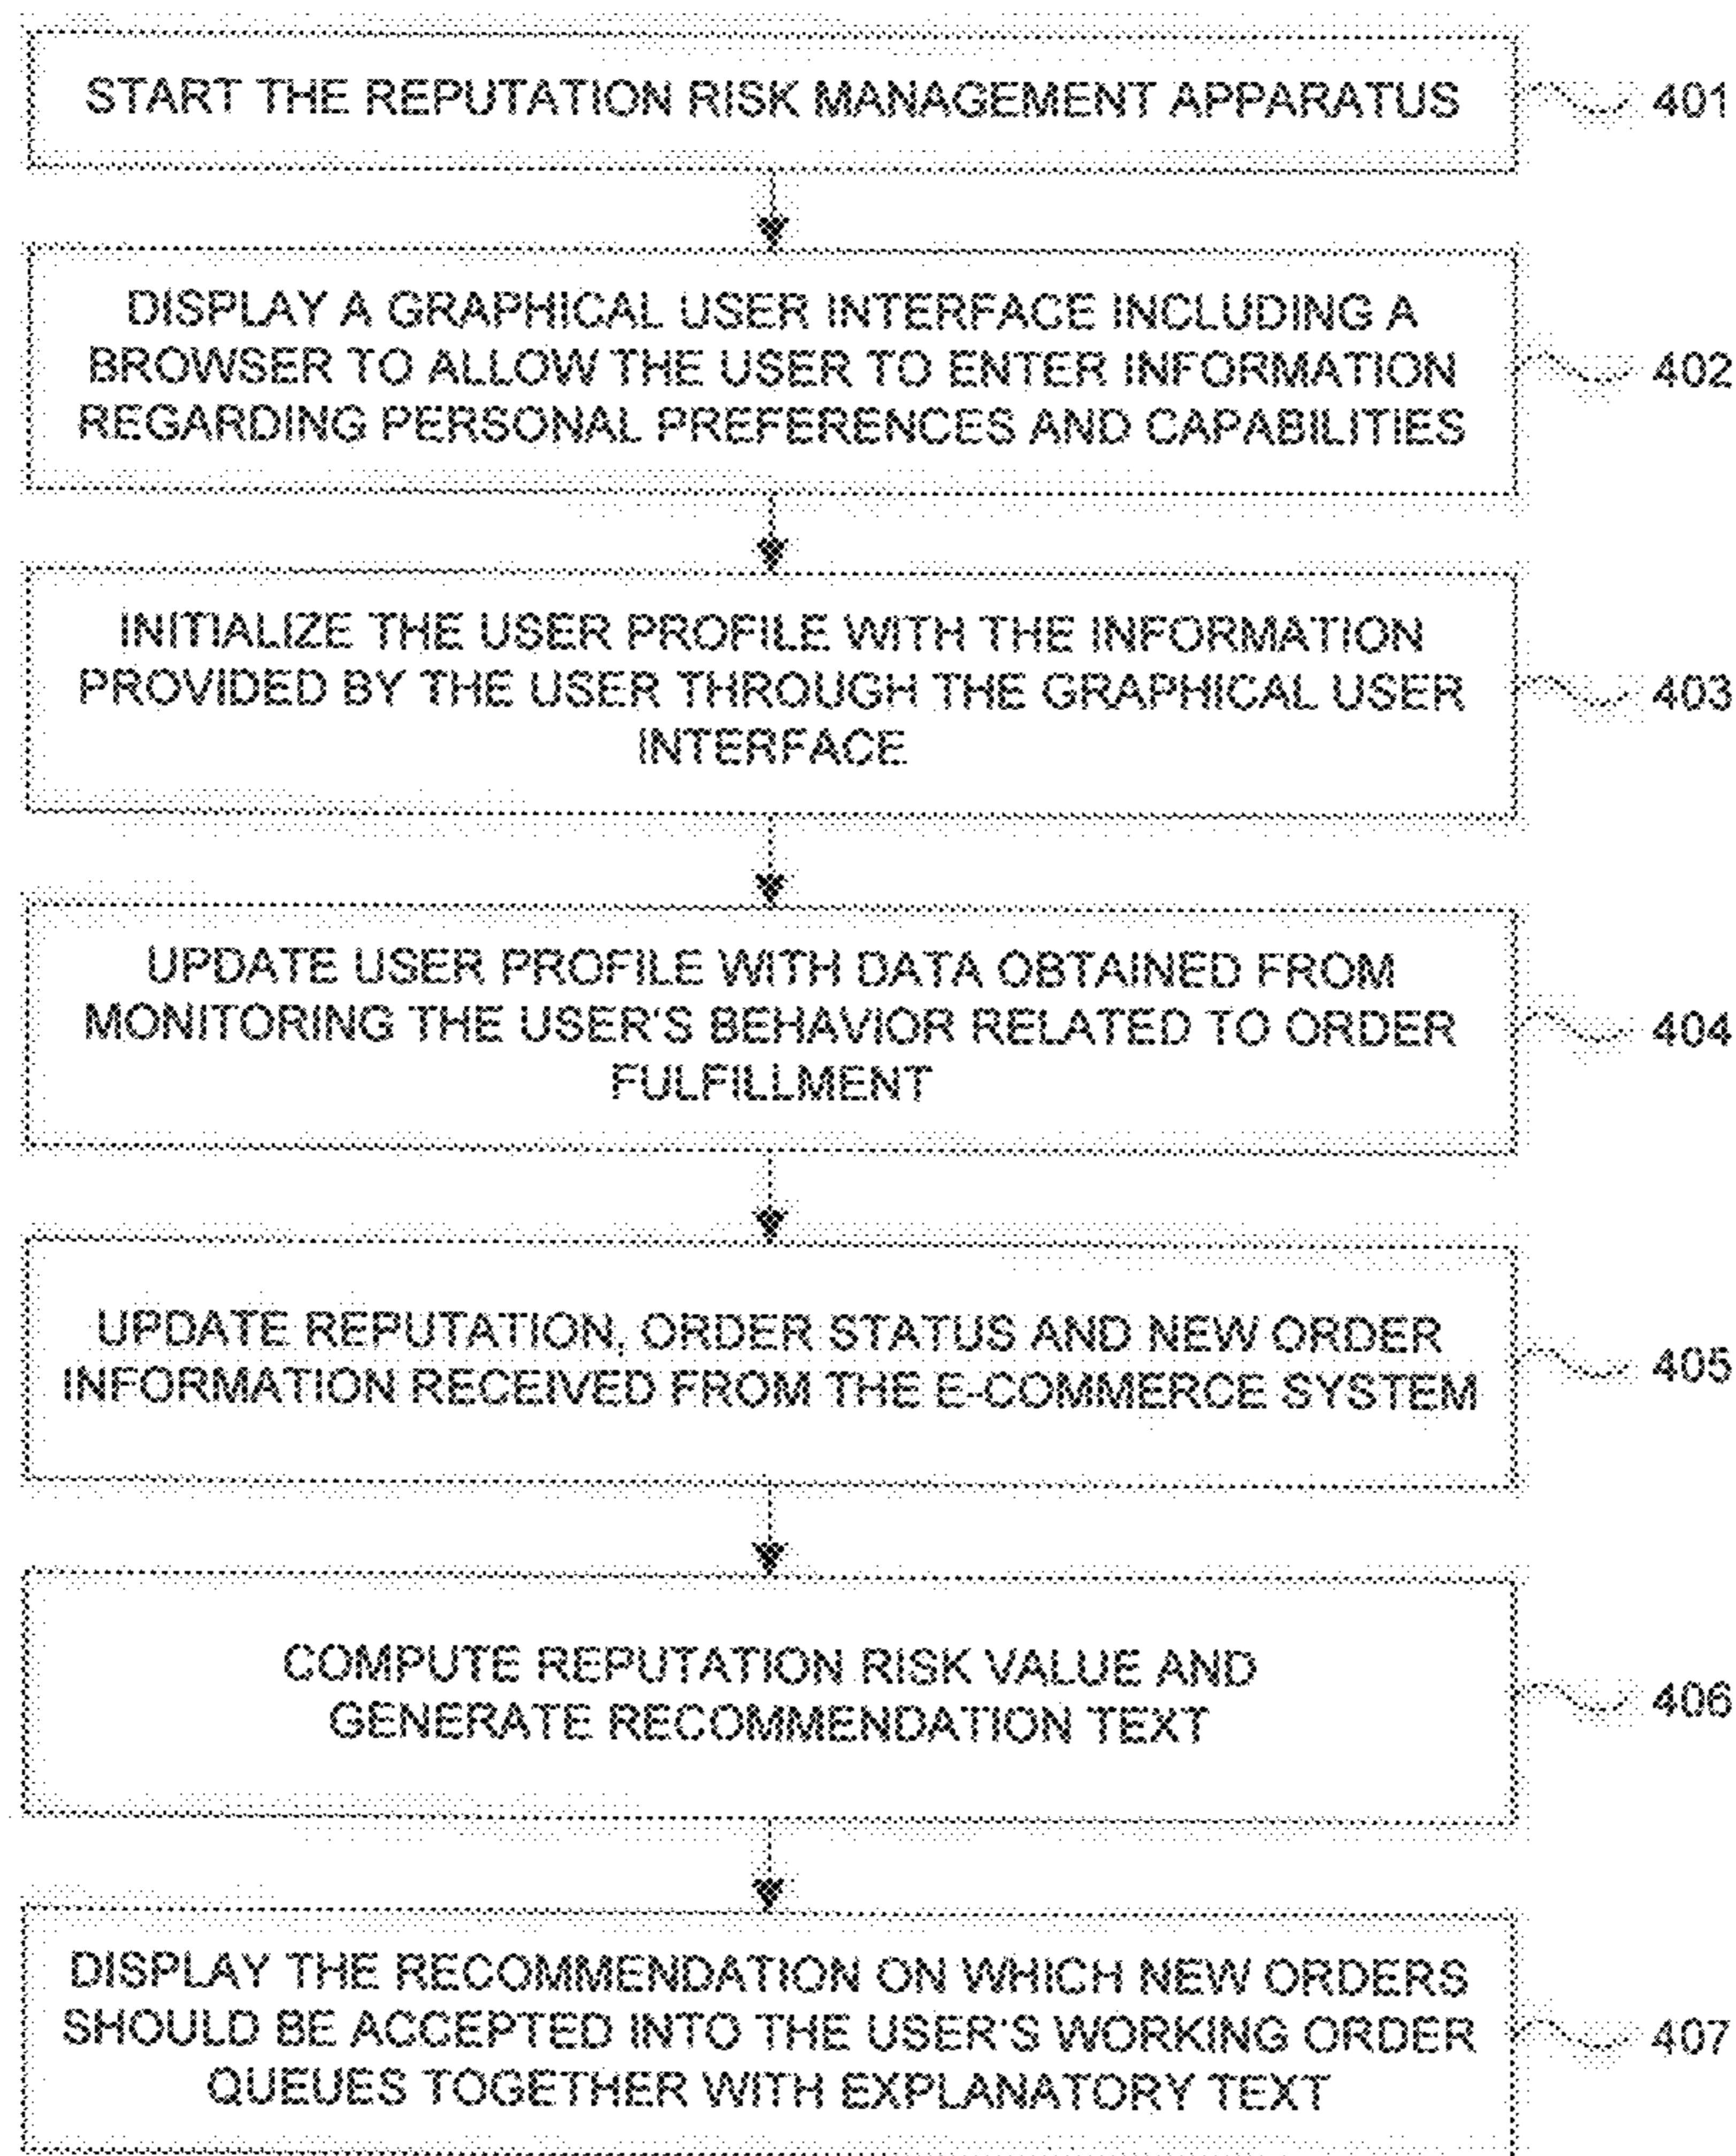 START THE REPUTATION RISK MANAGEMENT APPARATUS
401
DISPLAY A GRAPHICAL USER INTERFACE INCLUDING A
BROWSER TO ALLOW THE USER TO ENTER INFORMATION
REGARDING PERSONAL PREFERENCES AND CAPABILITIES
402
INITIALIZE THE USER PROFILE WITH THE INFORMATION
PROVIDED BY THE USER THROUGH THE GRAPHICAL USER
INTERFACE
403
UPDATE USER PROFILE WITH DATA OBTAINED FROM
MONITORING THE USER'S BEHAVIOR RELATED TO ORDER
FULFILLMENT
404
UPDATE REPUTATION, ORDER STATUS AND NEW ORDER
INFORMATION RECEIVED FROM THE E-COMMERCE SYSTEM
405
COMPUTE REPUTATION RISK VALUE AND
GENERATE RECOMMENDATION TEXT
406
DISPLAY THE RECOMMENDATION ON WHICH NEW ORDERS
SHOULD BE ACCEPTED INTO THE USER'S WORKING ORDER
QUEUES TOGETHER WITH EXPLANATORY TEXT
407